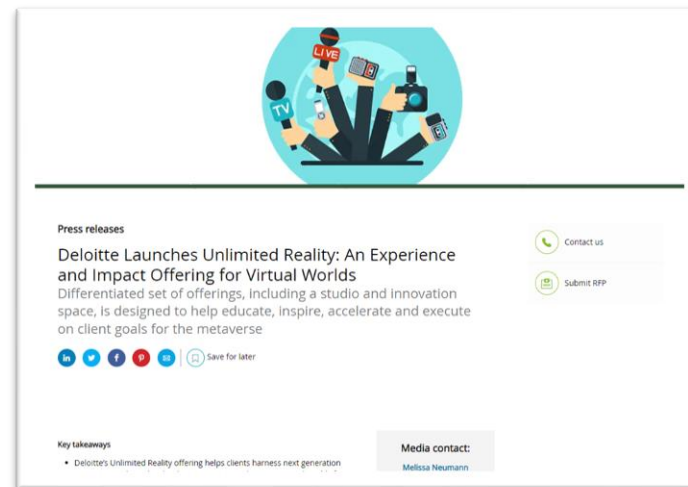 LIVE
TV
Press releases
Deloitte Launches Unlimited Reality: An Experience
and Impact Offering for Virtual Worlds
Differentiated set of offerings, including a studio and innovation
space, is designed to help educate, inspire, accelerate and execute
on client goals for the metaverse
in
f
Save for later
Contact us
Submit RFP
Key takeaways
• Deloitte's Unlimited Reality offering helps clients harness next generation
Media contact:
Melissa Neumann